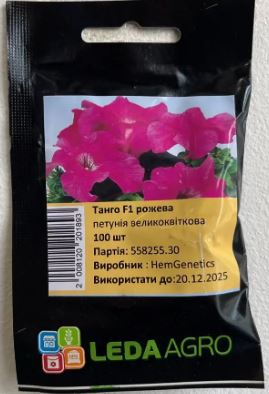 Танго F1 рожева
петунія великоквіткова
100 шт
Партія: 558255.30
Виробник : HemGenetics
Використати до:20.12.2025
2 008120 201893
LEDA AGRO